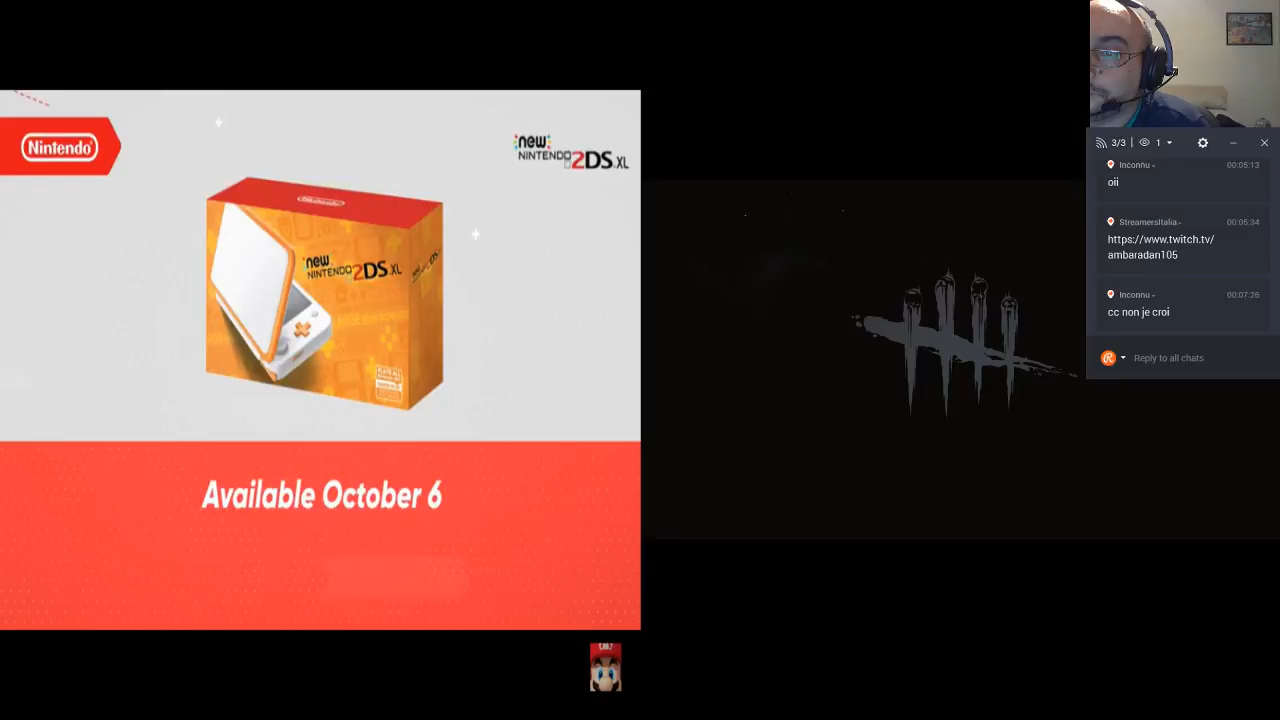 Nintendo
new
NINTENDO 2DS XL
Nintendo
new
NINTENDO 2DS XL
Available October 6
3/3
1
Inconnu
00:05:13
oii
StreamersItalia
00:05:34
https://www.twitch.tv/
ambaradan105
Inconnu
00:07:26
cc non je croi
Reply to all chats